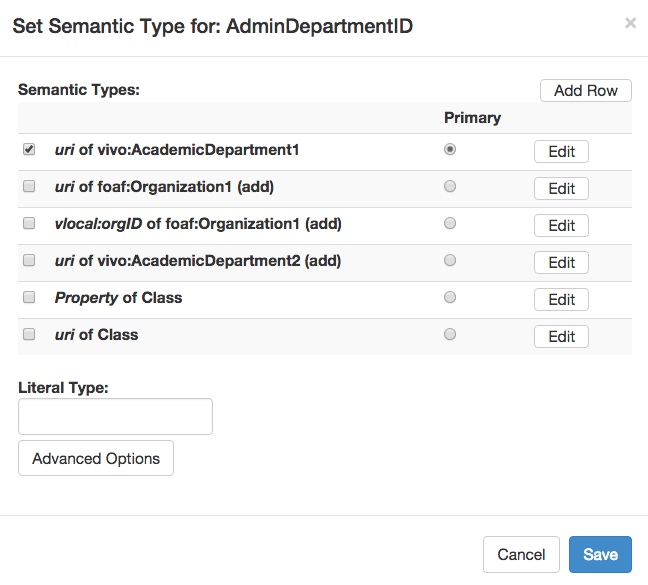 Set Semantic Type for: AdminDepartmentID ×
Semantic Types: Add Row
Primary
uri of vivo:AcademicDepartment1 Edit
uri of foaf:Organization1 (add) Edit
vlocal:orgID of foaf:Organization1 (add) Edit
uri of vivo:AcademicDepartment2 (add) Edit
Property of Class Edit
uri of Class Edit
Literal Type:
Advanced Options
Cancel Save